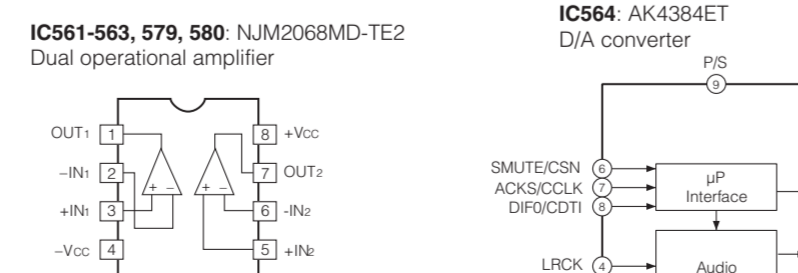 IC561-563, 579, 580: NJM2068MD-TE2
Dual operational amplifier
OUT1 1
8 +VCC
−IN1 2
7 OUT2
+IN1 3
6 -IN2
−VCC 4
5 +IN2
+ −
+ −
IC564: AK4384ET
D/A converter
P/S
9
SMUTE/CSN 6
ACKS/CCLK 7
DIF0/CDTI 8
µP
Interface
LRCK 4
Audio